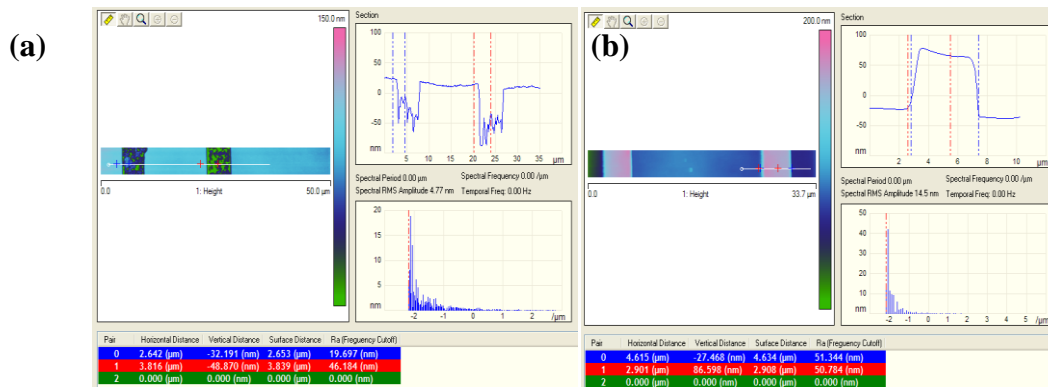 (a)
150.0 nm
0.0
1: Height
50.0 µm
Section
100
50
0
-50
nm
5
10
15
20
25
30
35
µm
Spectral Period 0.00 µm
Spectral Frequency 0.00 /µm
Spectral RMS Amplitude 4.77 nm
Temporal Freq: 0.00 Hz
20
15
10
5
nm
-2
-1
0
1
2
/µm
Pair Horizontal Distance Vertical Distance Surface Distance Ra (Freguency Cutoff)
0 2.642 (µm) -32.191 (nm) 2.653 (µm) 19.697 (nm)
1 3.816 (µm) -48.870 (nm) 3.839 (µm) 46.184 (nm)
2 0.000 (µm) 0.000 (nm) 0.000 (µm) 0.000 (nm)
(b)
200.0 nm
0.0
1: Height
33.7 µm
Section
100
50
0
-50
nm
2
4
6
8
10
µm
Spectral Period 0.00 µm
Spectral Frequency 0.00 /µm
Spectral RMS Amplitude 14.5 nm
Temporal Freq: 0.00 Hz
50
40
30
20
10
nm
-2
-1
0
1
2
3
4
5
/µm
Pair Horizontal Distance Vertical Distance Surface Distance Ra (Freguency Cutoff)
0 4.615 (µm) -27.468 (nm) 4.634 (µm) 51.344 (nm)
1 2.901 (µm) 86.598 (nm) 2.908 (µm) 50.784 (nm)
2 0.000 (µm) 0.000 (nm) 0.000 (µm) 0.000 (nm)